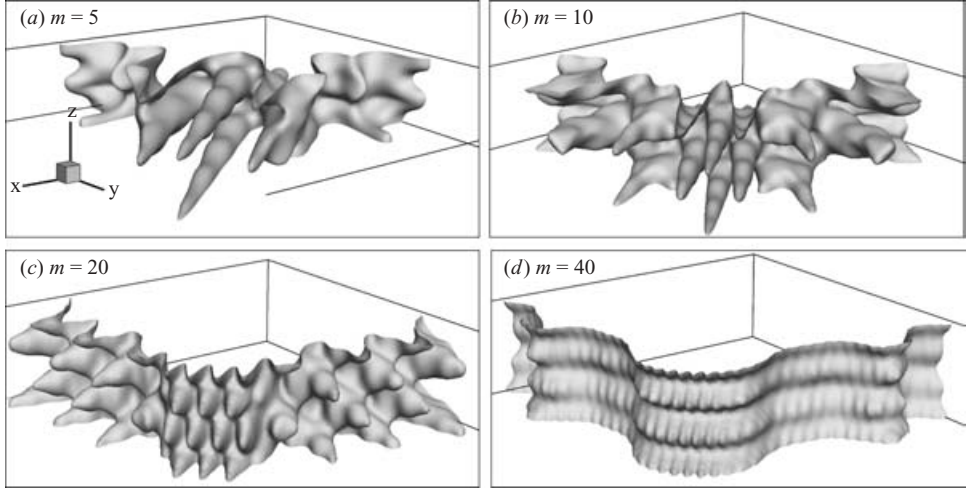 (a) m = 5
z
x
y
(b) m = 10
(c) m = 20
(d) m = 40